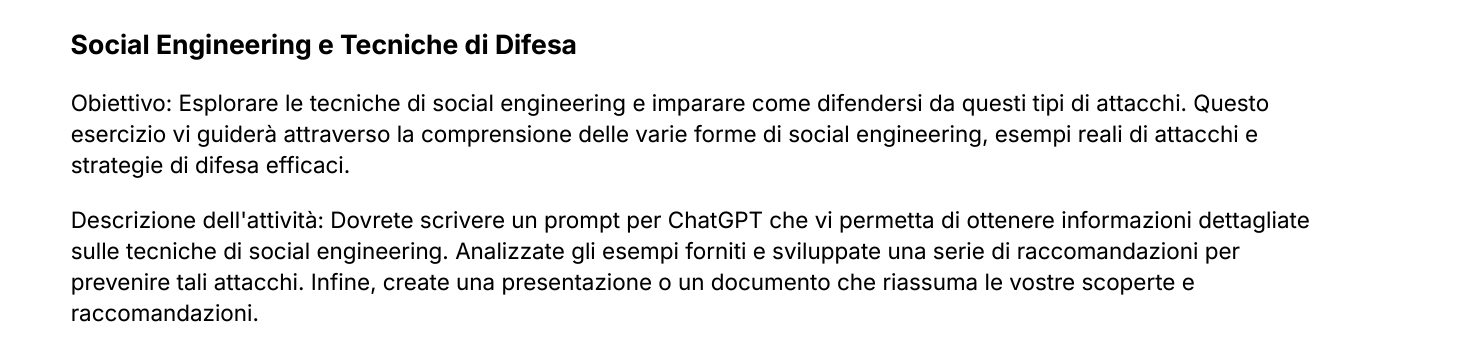 Social Engineering e Tecniche di Difesa
Obiettivo: Esplorare le tecniche di social engineering e imparare come difendersi da questi tipi di attacchi. Questo
esercizio vi guiderà attraverso la comprensione delle varie forme di social engineering, esempi reali di attacchi e
strategie di difesa efficaci.
Descrizione dell'attività: Dovrete scrivere un prompt per ChatGPT che vi permetta di ottenere informazioni dettagliate
sulle tecniche di social engineering. Analizzate gli esempi forniti e sviluppate una serie di raccomandazioni per
prevenire tali attacchi. Infine, create una presentazione o un documento che riassuma le vostre scoperte e
raccomandazioni.